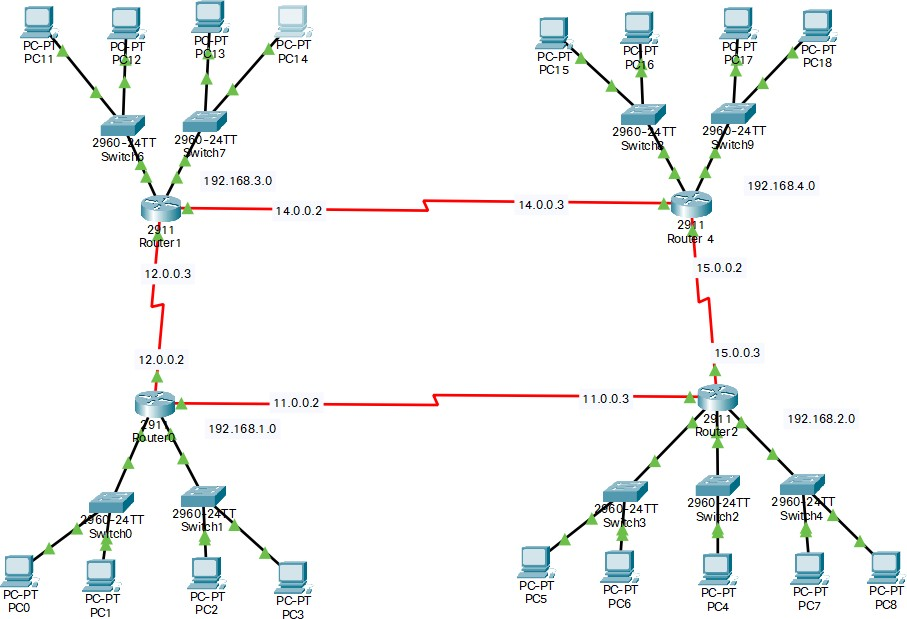 PC-PT
PC11
PC-PT
PC12
PC-PT
PC13
PC-PT
PC14
PC-PT
PC15
PC-PT
PC16
PC-PT
PC17
PC-PT
PC18
2960-24TT
Switch6
2960-24TT
Switch7
2960-24TT
Switch8
2960-24TT
Switch9
192.168.3.0
192.168.4.0
14.0.0.2
14.0.0.3
2911
Router1
2911
Router 4
12.0.0.3
15.0.0.2
12.0.0.2
15.0.0.3
11.0.0.2
11.0.0.3
291
Router0
192.168.1.0
2911
Router2
192.168.2.0
2960-24TT
Switch0
2960-24TT
Switch1
2960-24TT
Switch3
2960-24TT
Switch2
2960-24TT
Switch4
PC-PT
PC0
PC-PT
PC1
PC-PT
PC2
PC-PT
PC3
PC-PT
PC5
PC-PT
PC6
PC-PT
PC4
PC-PT
PC7
PC-PT
PC8